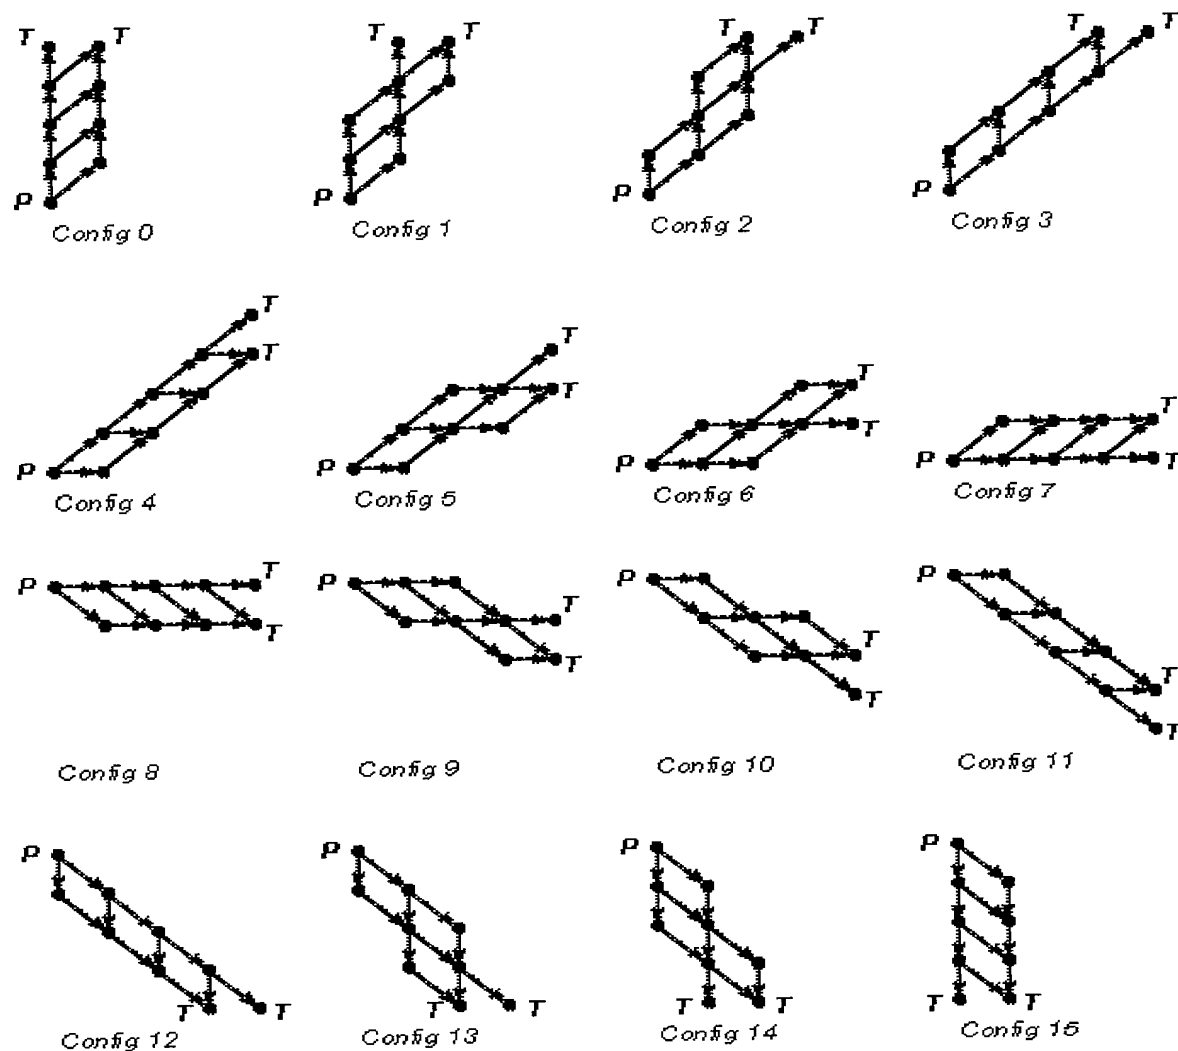 T T T T T T
P P P P
Config 0 Config 1 Config 2 Config 3
T T T T
T T T T
P P P P
Config 4 Config 5 Config 6 Config 7
P T P T P T P T
T T T T
Config 8 Config 9 Config 10 Config 11
P P P P
T T T T T T T T
Config 12 Config 13 Config 14 Config 15